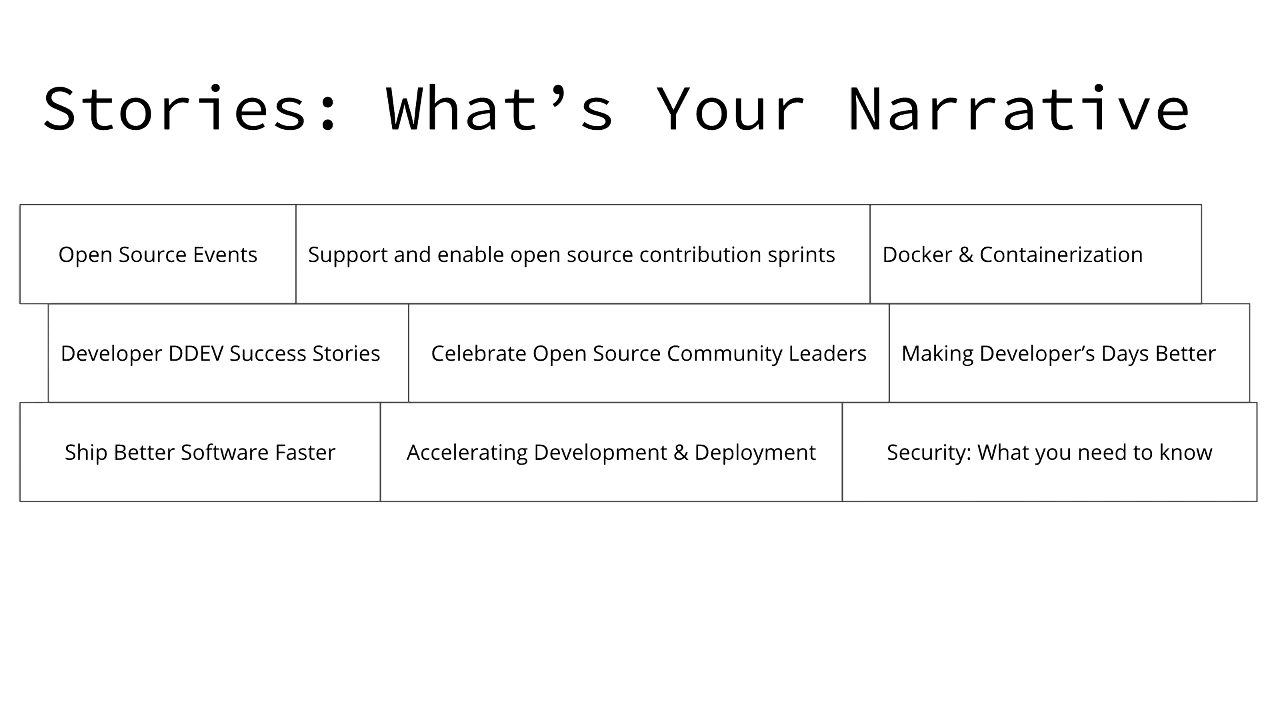 Stories: What’s Your Narrative
Open Source Events
Support and enable open source contribution sprints
Docker & Containerization
Developer DDEV Success Stories
Celebrate Open Source Community Leaders
Making Developer’s Days Better
Ship Better Software Faster
Accelerating Development & Deployment
Security: What you need to know